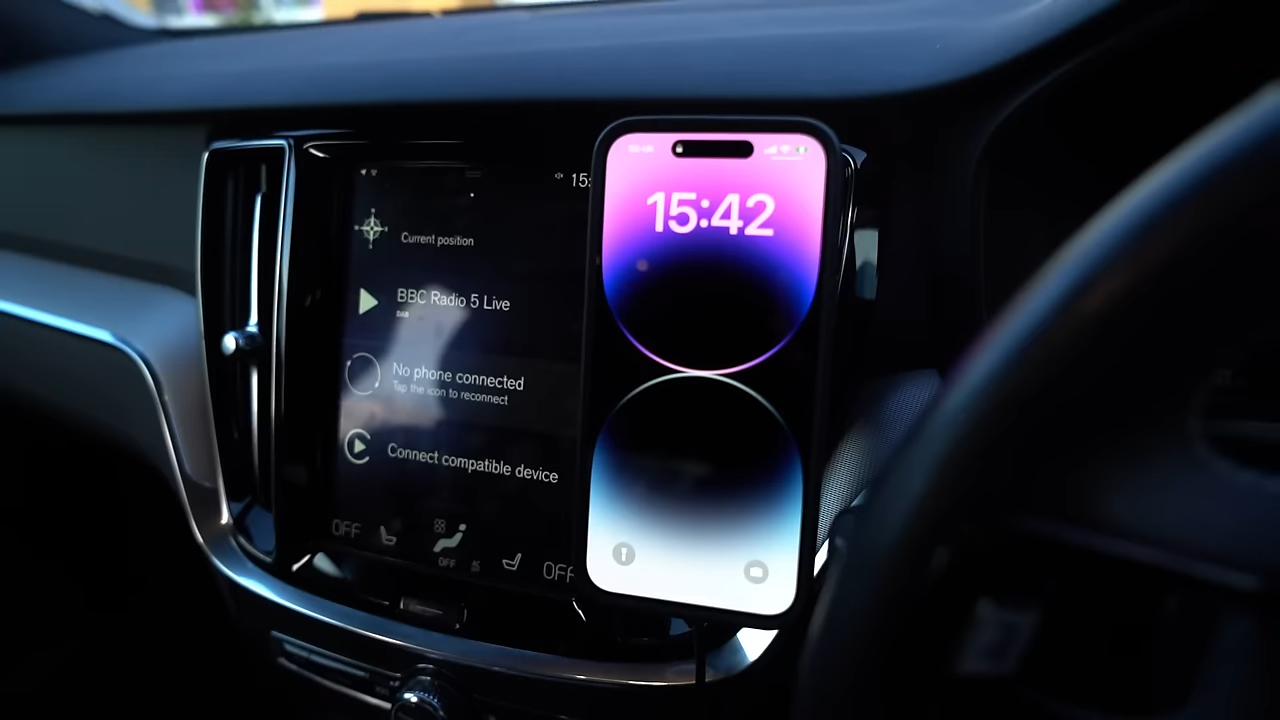 15:
Current position
BBC Radio 5 Live
DAB
No phone connected
Tap the icon to reconnect
Connect compatible device
OFF
OFF
OFF
15:42